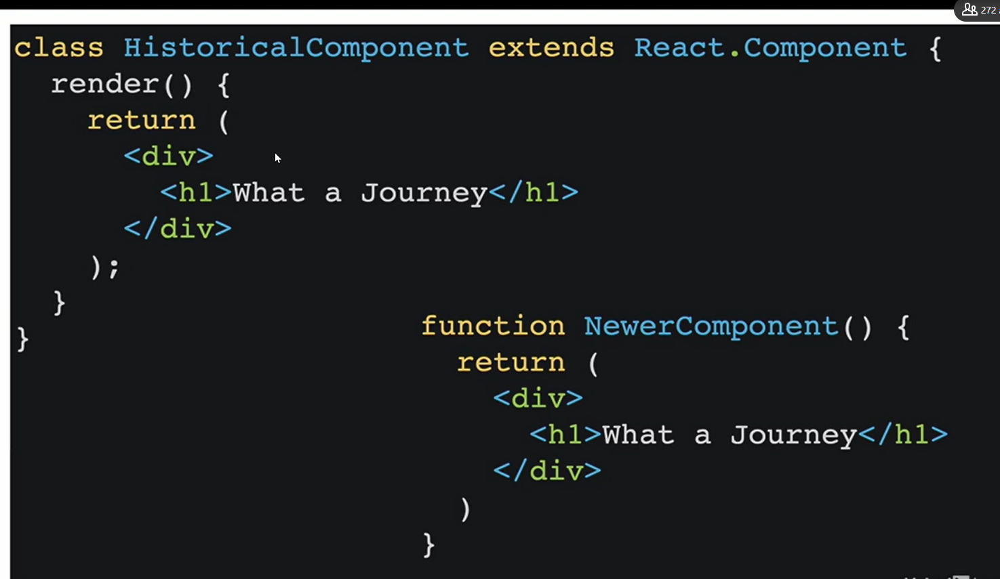 272
class HistoricalComponent extends React.Component {
render() {
return (
<div>
<h1>What a Journey</h1>
</div>
);
}
}
function NewerComponent() {
return (
<div>
<h1>What a Journey</h1>
</div>
)
}